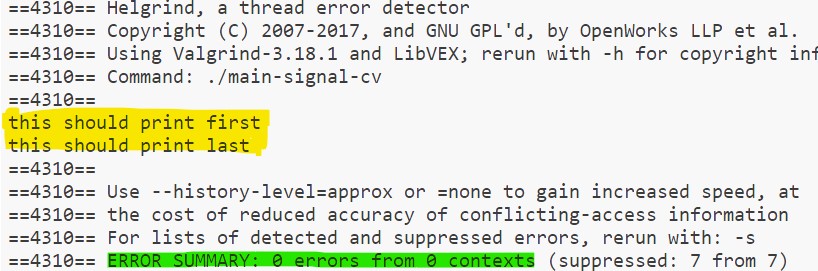 ==4310== Helgrind, a thread error detector
==4310== Copyright (C) 2007-2017, and GNU GPL'd, by OpenWorks LLP et al.
==4310== Using Valgrind-3.18.1 and LibVEX; rerun with -h for copyright inf
==4310== Command: ./main-signal-cv
==4310==
this should print first
this should print last
==4310==
==4310== Use --history-level=approx or =none to gain increased speed, at
==4310== the cost of reduced accuracy of conflicting-access information
==4310== For lists of detected and suppressed errors, rerun with: -s
==4310== ERROR SUMMARY: 0 errors from 0 contexts (suppressed: 7 from 7)